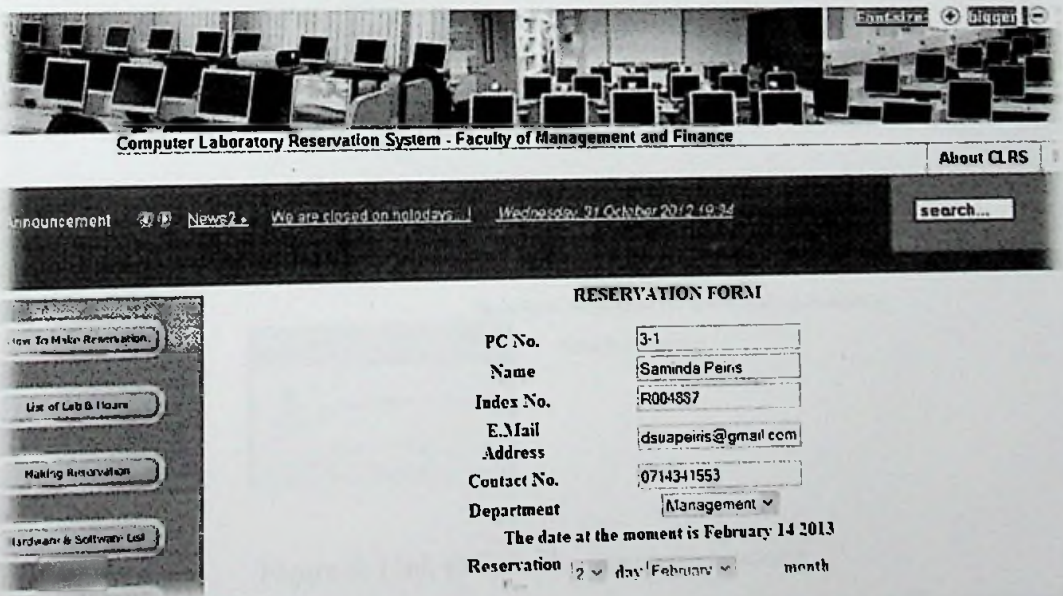 Fontsize: bigger
Computer Laboratory Reservation System - Faculty of Management and Finance
About CLRS
Announcement News2 We are closed on holodays...! Wednesday, 31 October 2012 19:34
search...
RESERVATION FORM
How To Make Reservation.
PC No. 3-1
Name Saminda Peiris
List of Lab & Hours
Index No. R004887
E.Mail Address dsuapeiris@gmail.com
Making Reservation
Contact No. 0714341553
Department Management
Hardware & Software List
The date at the moment is February 14 2013
Reservation 2 day February month